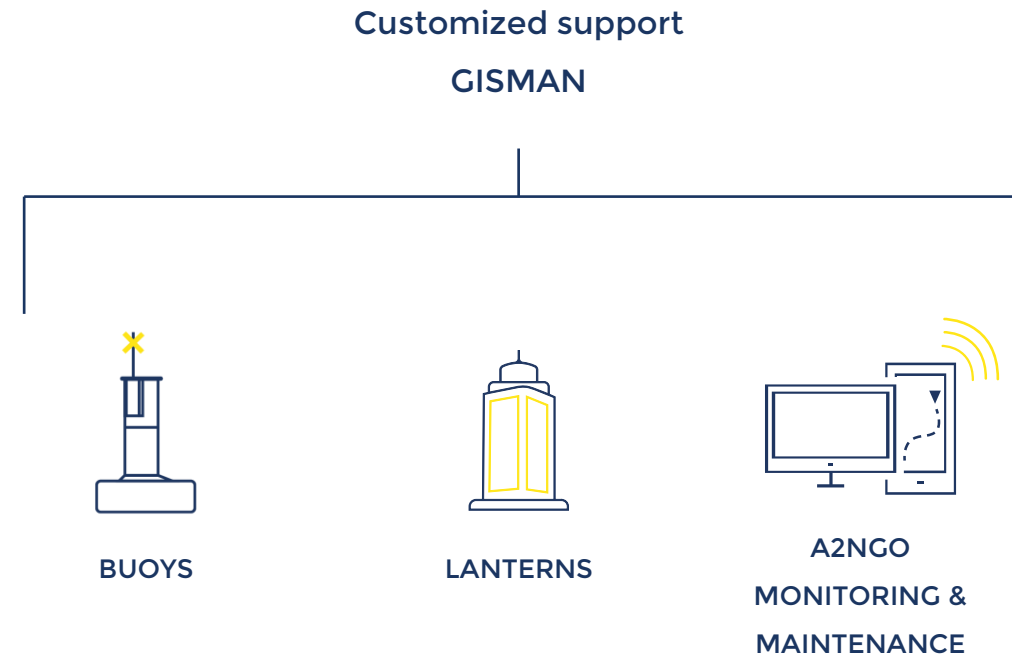 Customized support
GISMAN
BUOYS
LANTERNS
A2NGO
MONITORING &
MAINTENANCE